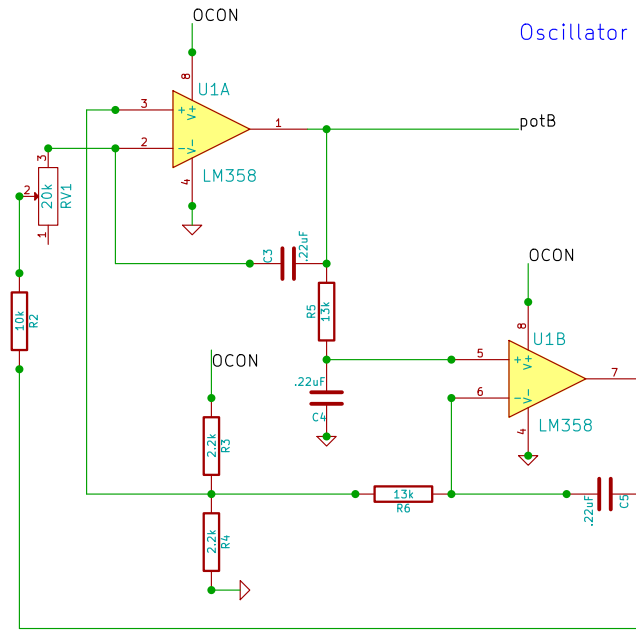 OCON
Oscillator
8
U1A
3
+
V+
1
potB
2
-
V-
4
LM358
3
20k
RV1
2
1
C3
.22uF
OCON
R5
13k
8
U1B
10k
R2
OCON
5
+
V+
7
.22uF
6
-
V-
C4
4
LM358
2.2k
R3
13k
R6
.22uF
C5
2.2k
R4